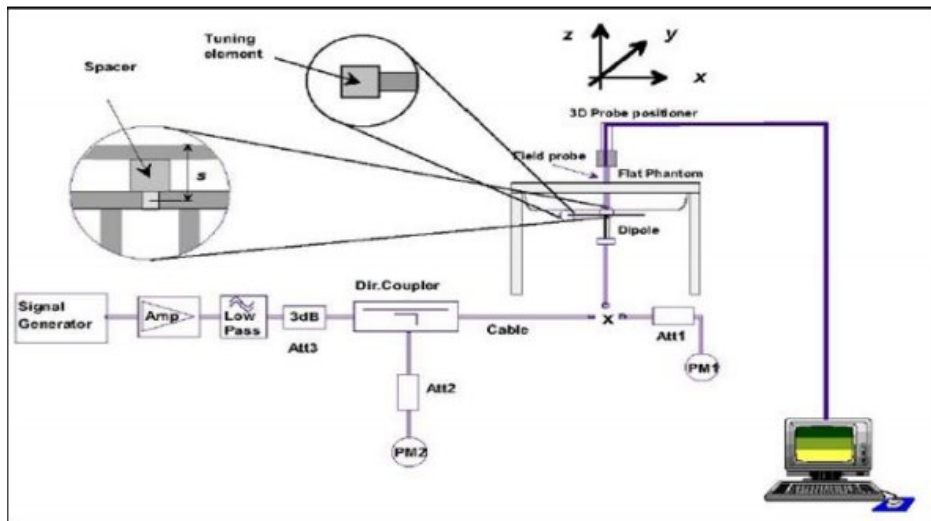 Tuning
element
Spacer
s
z
y
x
3D Probe positioner
Field probe
Flat Phantom
Dipole
Signal
Generator
Amp
Low
Pass
3dB
Att3
Dir.Coupler
Cable
x
Att1
PM1
Att2
PM2